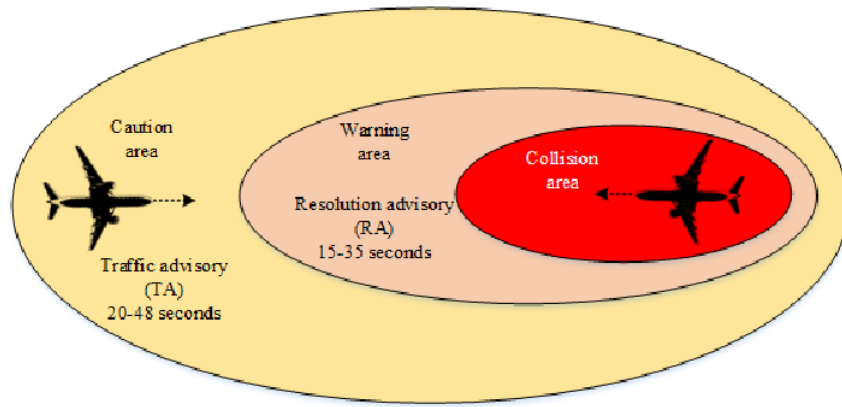 Caution
area
Traffic advisory
(TA)
20-48 seconds
Warning
area
Resolution advisory
(RA)
15-35 seconds
Collision
area